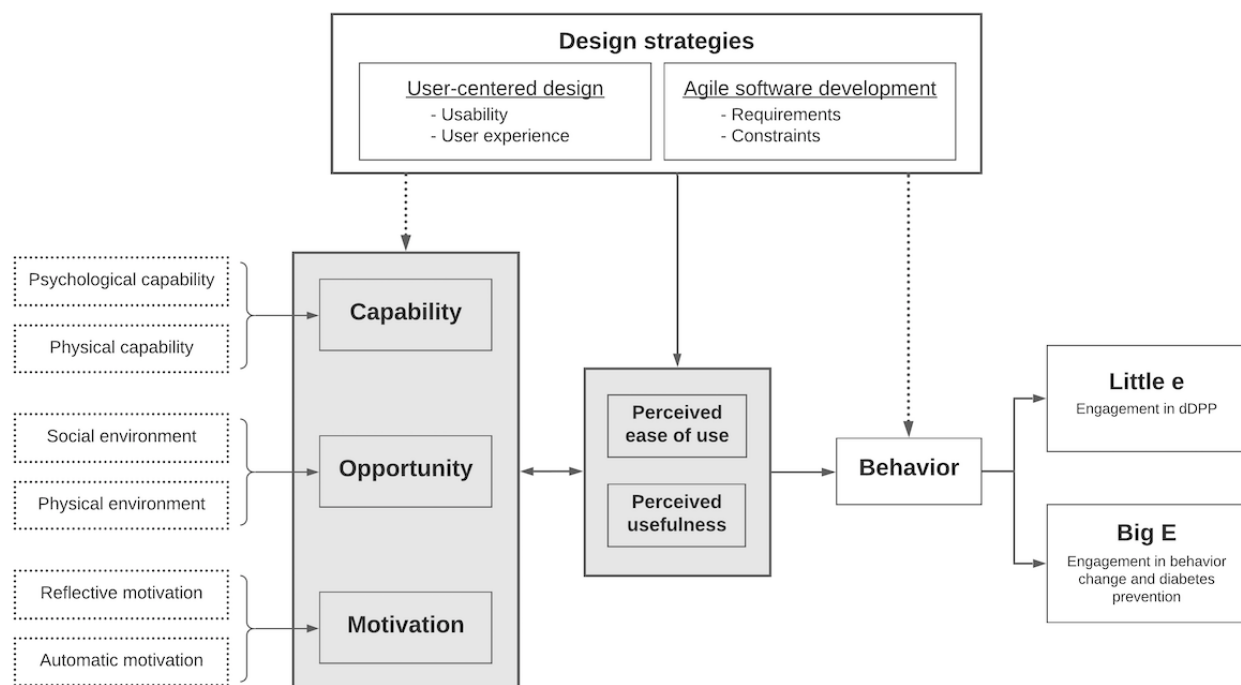 Design strategies
User-centered design
- Usability
- User experience
Agile software development
- Requirements
- Constraints
Psychological capability
Physical capability
Capability
Social environment
Physical environment
Opportunity
Reflective motivation
Automatic motivation
Motivation
Perceived
ease of use
Perceived
usefulness
Behavior
Little e
Engagement in dDPP
Big E
Engagement in behavior
change and diabetes
prevention